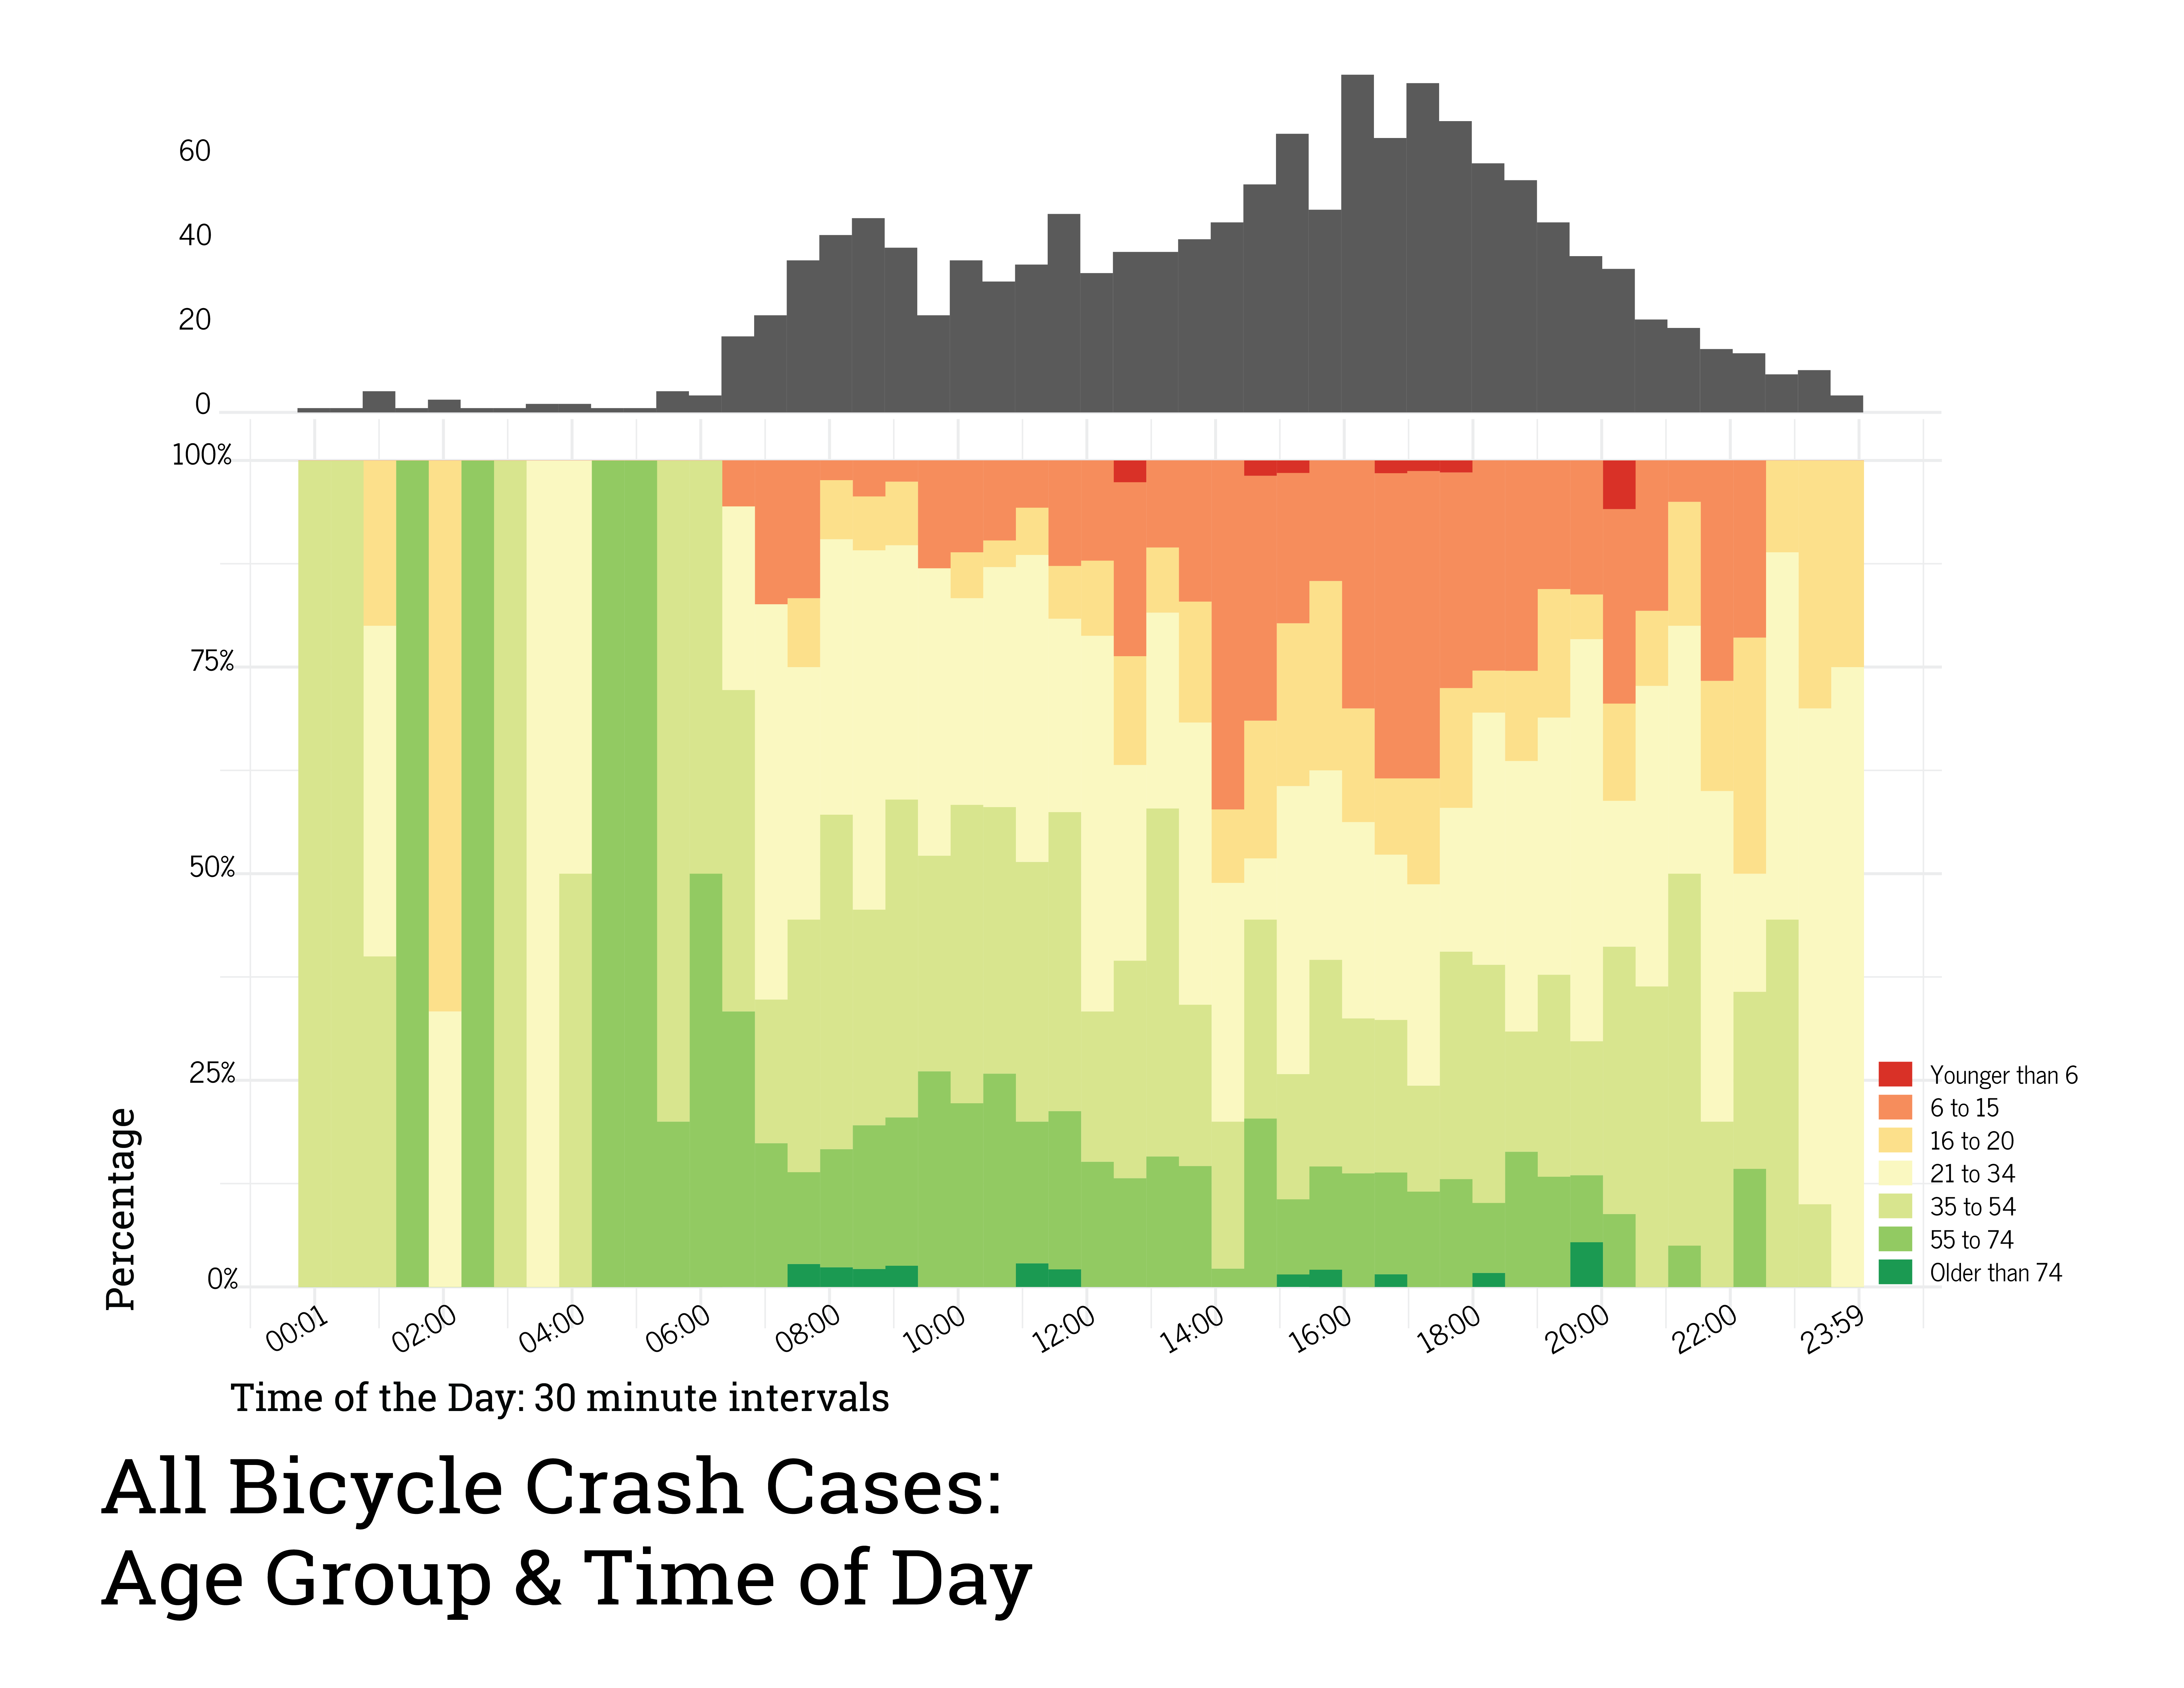 60
40
20
0
100%
75%
50%
25%
0%
Percentage
Younger than 6
6 to 15
16 to 20
21 to 34
35 to 54
55 to 74
Older than 74
00:01 02:00 04:00 06:00 08:00 10:00 12:00 14:00 16:00 18:00 20:00 22:00 23:59
Time of the Day: 30 minute intervals
All Bicycle Crash Cases:
Age Group & Time of Day